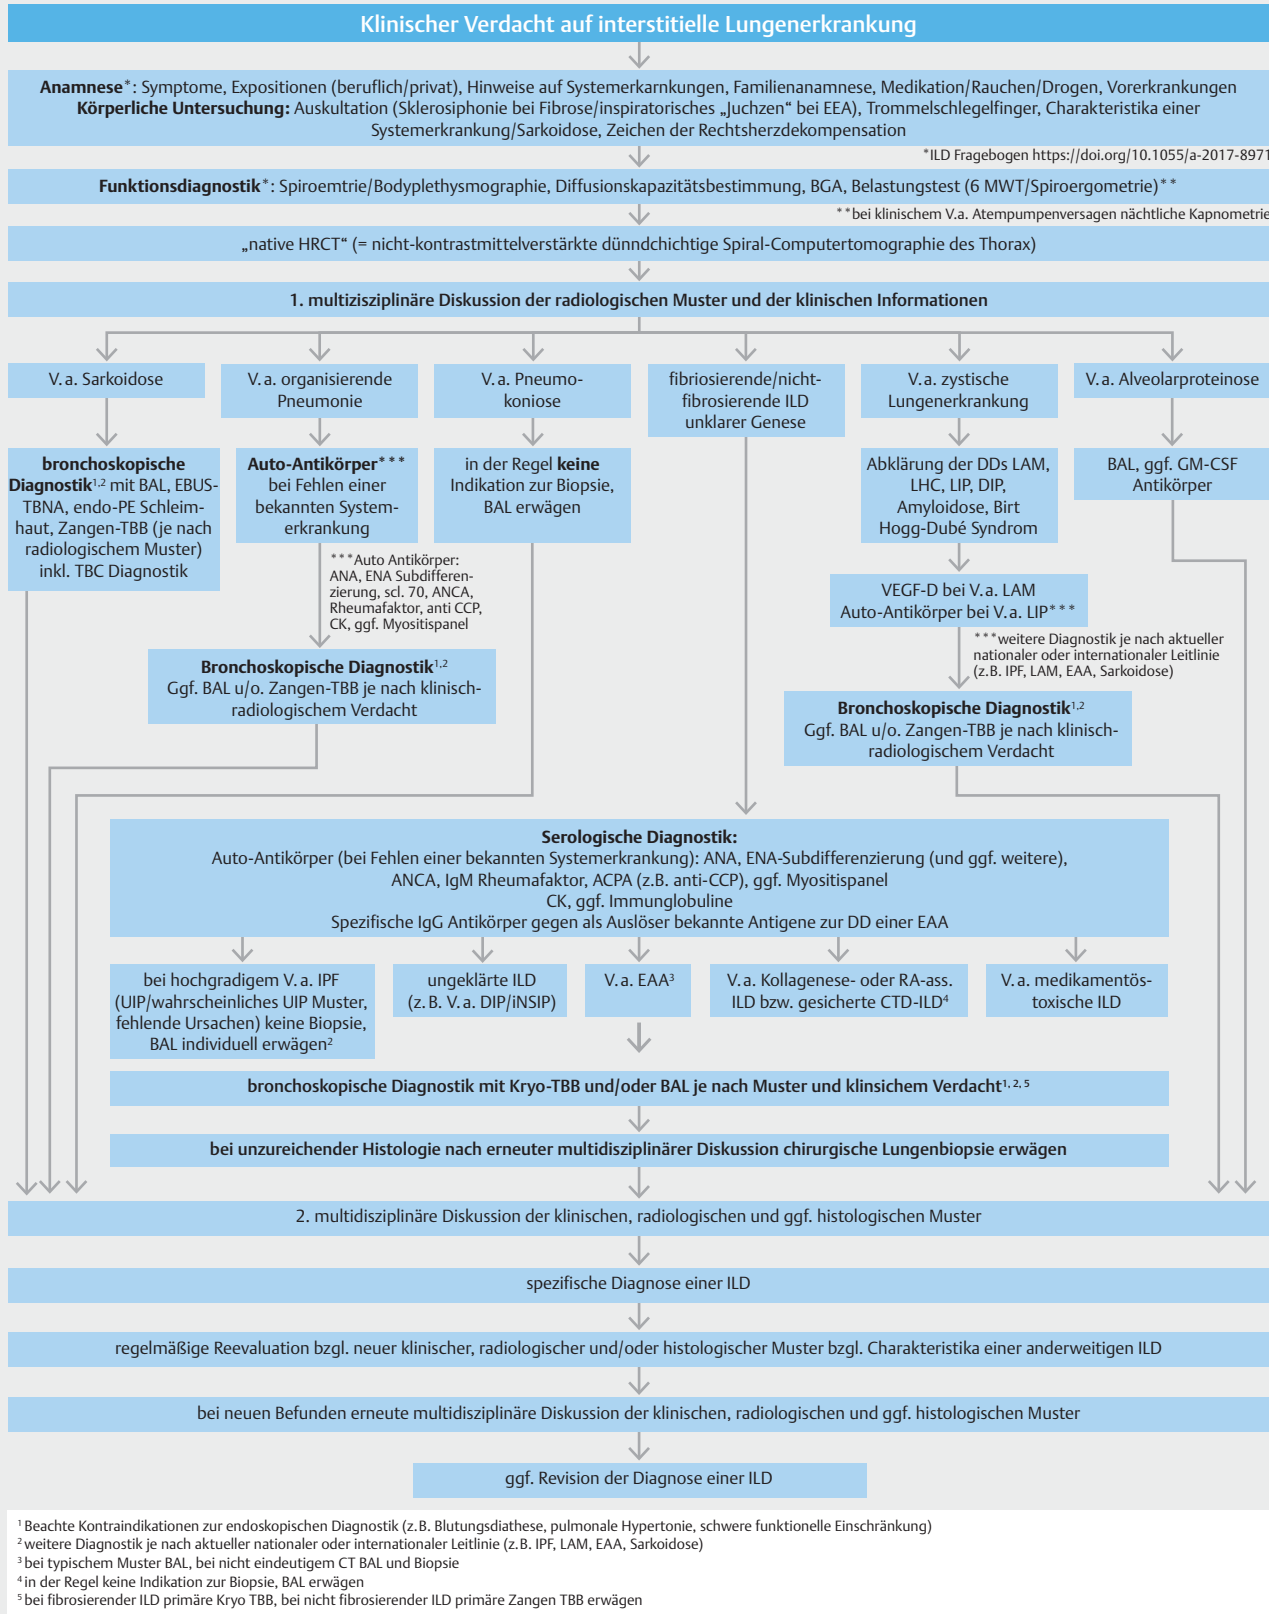 Klinischer Verdacht auf interstitielle Lungenerkrankung
Anamnese*: Symptome, Expositionen (beruflich/privat), Hinweise auf Systemerkarnkungen, Familienanamnese, Medikation/Rauchen/Drogen, Vorerkrankungen
Körperliche Untersuchung: Auskultation (Sklerosiphonie bei Fibrose/inspiratorisches „Juchzen“ bei EEA), Trommelschlegelfinger, Charakteristika einer
Systemerkrankung/Sarkoidose, Zeichen der Rechtsherzdekompensation
*ILD Fragebogen https://doi.org/10.1055/a-2017-8971
Funktionsdiagnostik*: Spiroemtrie/Bodyplethysmographie, Diffusionskapazitätsbestimmung, BGA, Belastungstest (6 MWT/Spiroergometrie)**
**bei klinischem V.a. Atempumpenversagen nächtliche Kapnometrie
„native HRCT“ (= nicht-kontrastmittelverstärkte dünndchichtige Spiral-Computertomographie des Thorax)
1. multizisziplinäre Diskussion der radiologischen Muster und der klinischen Informationen
V. a. Sarkoidose
V. a. organisierende
Pneumonie
V. a. Pneumo-
koniose
fibriosierende/nicht-
fibrosierende ILD
unklarer Genese
V. a. zystische
Lungenerkrankung
V. a. Alveolarproteinose
bronchoskopische
Diagnostik1,2 mit BAL, EBUS-
TBNA, endo-PE Schleim-
haut, Zangen-TBB (je nach
radiologischem Muster)
inkl. TBC Diagnostik
Auto-Antikörper***
bei Fehlen einer
bekannten System-
erkrankung
in der Regel keine
Indikation zur Biopsie,
BAL erwägen
Abklärung der DDs LAM,
LHC, LIP, DIP,
Amyloidose, Birt
Hogg-Dubé Syndrom
BAL, ggf. GM-CSF
Antikörper
***Auto Antikörper:
ANA, ENA Subdifferen-
zierung, scl. 70, ANCA,
Rheumafaktor, anti CCP,
CK, ggf. Myositispanel
VEGF-D bei V. a. LAM
Auto-Antikörper bei V. a. LIP***
***weitere Diagnostik je nach aktueller
nationaler oder internationaler Leitlinie
(z. B. IPF, LAM, EAA, Sarkoidose)
Bronchoskopische Diagnostik1,2
Ggf. BAL u/o. Zangen-TBB je nach klinisch-
radiologischem Verdacht
Bronchoskopische Diagnostik1,2
Ggf. BAL u/o. Zangen-TBB je nach klinisch-
radiologischem Verdacht
Serologische Diagnostik:
Auto-Antikörper (bei Fehlen einer bekannten Systemerkrankung): ANA, ENA-Subdifferenzierung (und ggf. weitere),
ANCA, IgM Rheumafaktor, ACPA (z.B. anti-CCP), ggf. Myositispanel
CK, ggf. Immunglobuline
Spezifische IgG Antikörper gegen als Auslöser bekannte Antigene zur DD einer EAA
bei hochgradigem V. a. IPF
(UIP/wahrscheinliches UIP Muster,
fehlende Ursachen) keine Biopsie,
BAL individuell erwägen2
ungeklärte ILD
(z. B. V. a. DIP/iNSIP)
V. a. EAA3
V. a. Kollagenese- oder RA-ass.
ILD bzw. gesicherte CTD-ILD4
V. a. medikamentös-
toxische ILD
bronchoskopische Diagnostik mit Kryo-TBB und/oder BAL je nach Muster und klinsichem Verdacht1, 2, 5
bei unzureichender Histologie nach erneuter multidisziplinärer Diskussion chirurgische Lungenbiopsie erwägen
2. multidisziplinäre Diskussion der klinischen, radiologischen und ggf. histologischen Muster
spezifische Diagnose einer ILD
regelmäßige Reevaluation bzgl. neuer klinischer, radiologischer und/oder histologischer Muster bzgl. Charakteristika einer anderweitigen ILD
bei neuen Befunden erneute multidisziplinäre Diskussion der klinischen, radiologischen und ggf. histologischen Muster
ggf. Revision der Diagnose einer ILD
1 Beachte Kontraindikationen zur endoskopischen Diagnostik (z. B. Blutungsdiathese, pulmonale Hypertonie, schwere funktionelle Einschränkung)
2 weitere Diagnostik je nach aktueller nationaler oder internationaler Leitlinie (z. B. IPF, LAM, EAA, Sarkoidose)
3 bei typischem Muster BAL, bei nicht eindeutigem CT BAL und Biopsie
4 in der Regel keine Indikation zur Biopsie, BAL erwägen
5 bei fibrosierender ILD primäre Kryo TBB, bei nicht fibrosierender ILD primäre Zangen TBB erwägen